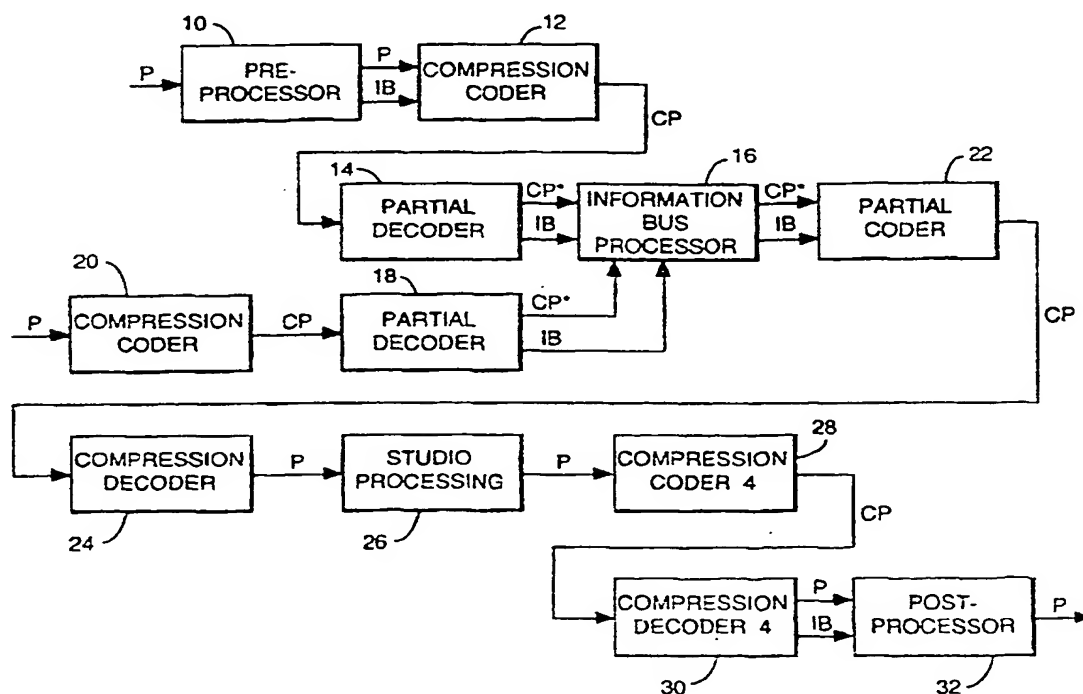 10
12
P
PRE-
PROCESSOR
P
IB
COMPRESSION
CODER
CP
14
16
22
PARTIAL
DECODER
CP*
IB
INFORMATION
BUS
PROCESSOR
CP*
IB
PARTIAL
CODER
20
18
P
COMPRESSION
CODER
CP
PARTIAL
DECODER
CP*
IB
CP
28
COMPRESSION
DECODER
P
STUDIO
PROCESSING
P
COMPRESSION
CODER 4
24
26
CP
COMPRESSION
DECODER 4
P
IB
POST-
PROCESSOR
P
30
32